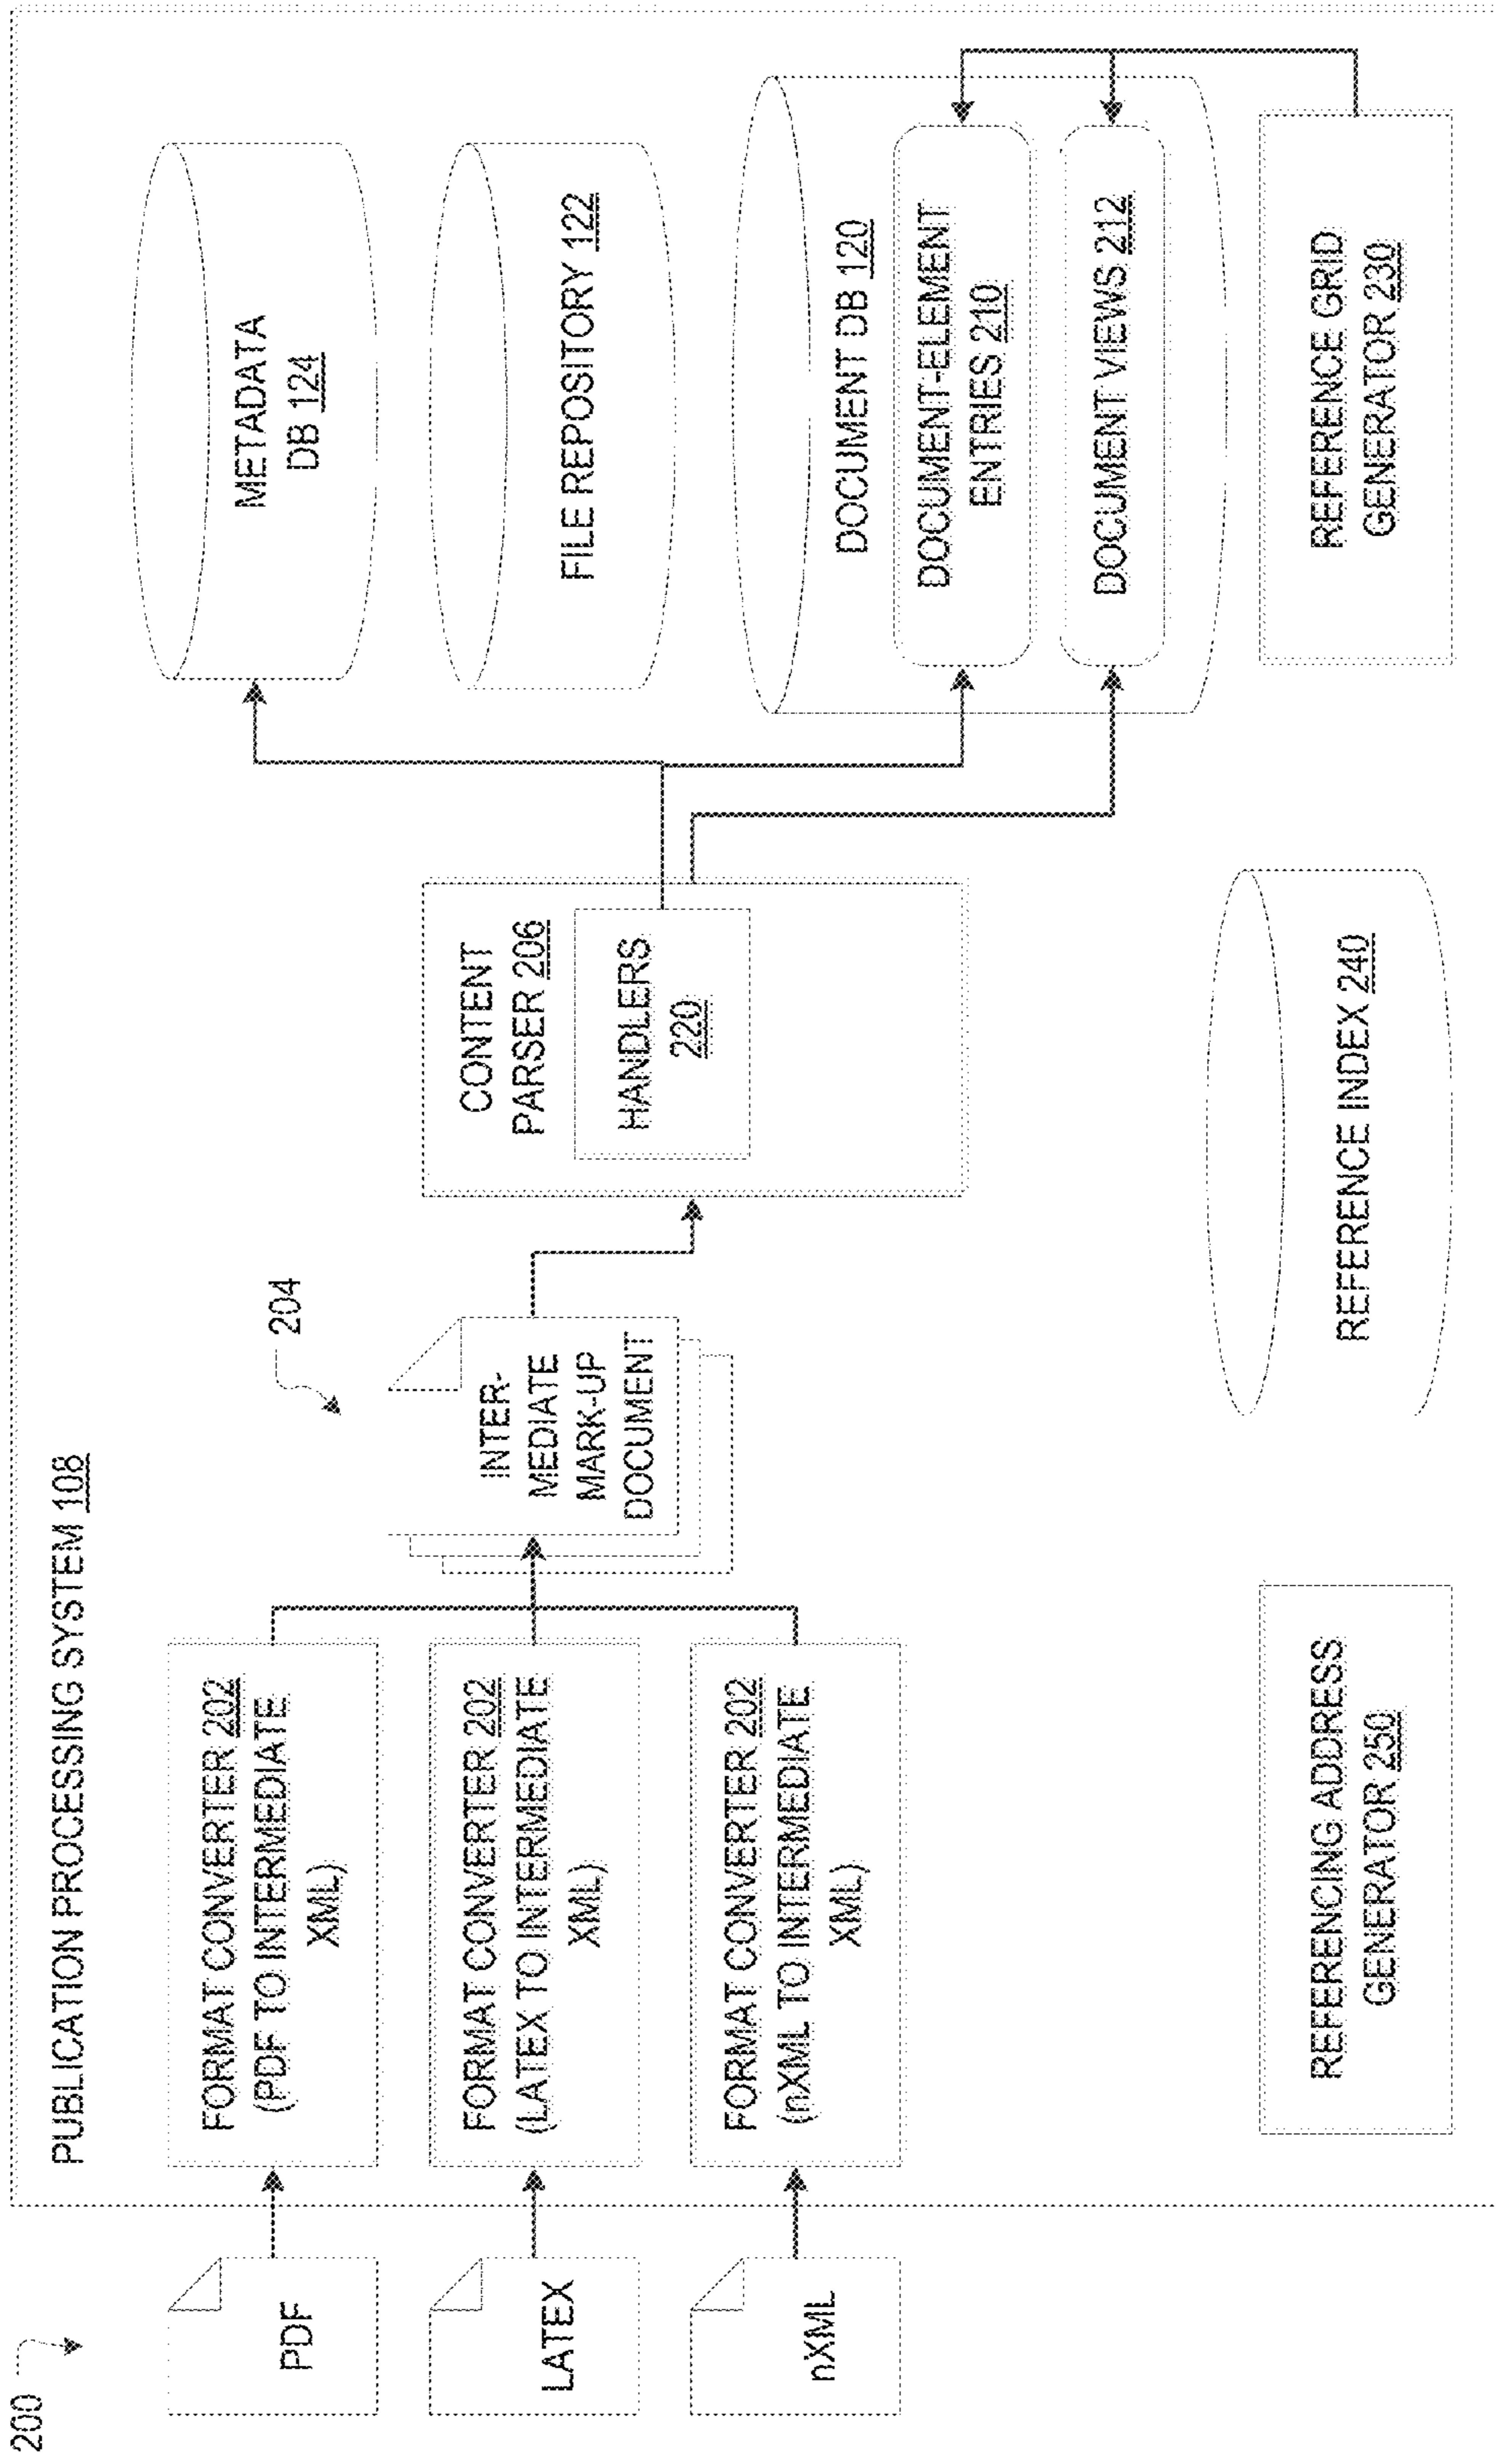 200
PUBLICATION PROCESSING SYSTEM 108
PDF
LATEX
nXML
FORMAT CONVERTER 202
(PDF TO INTERMEDIATE
XML)
FORMAT CONVERTER 202
(LATEX TO INTERMEDIATE
XML)
FORMAT CONVERTER 202
(nXML TO INTERMEDIATE
XML)
204
INTER-
MEDIATE
MARK-UP
DOCUMENT
CONTENT
PARSER 206
HANDLERS
220
METADATA
DB 124
FILE REPOSITORY 122
DOCUMENT DB 120
DOCUMENT-ELEMENT
ENTRIES 210
DOCUMENT VIEWS 212
REFERENCING ADDRESS
GENERATOR 250
REFERENCE INDEX 240
REFERENCE GRID
GENERATOR 230